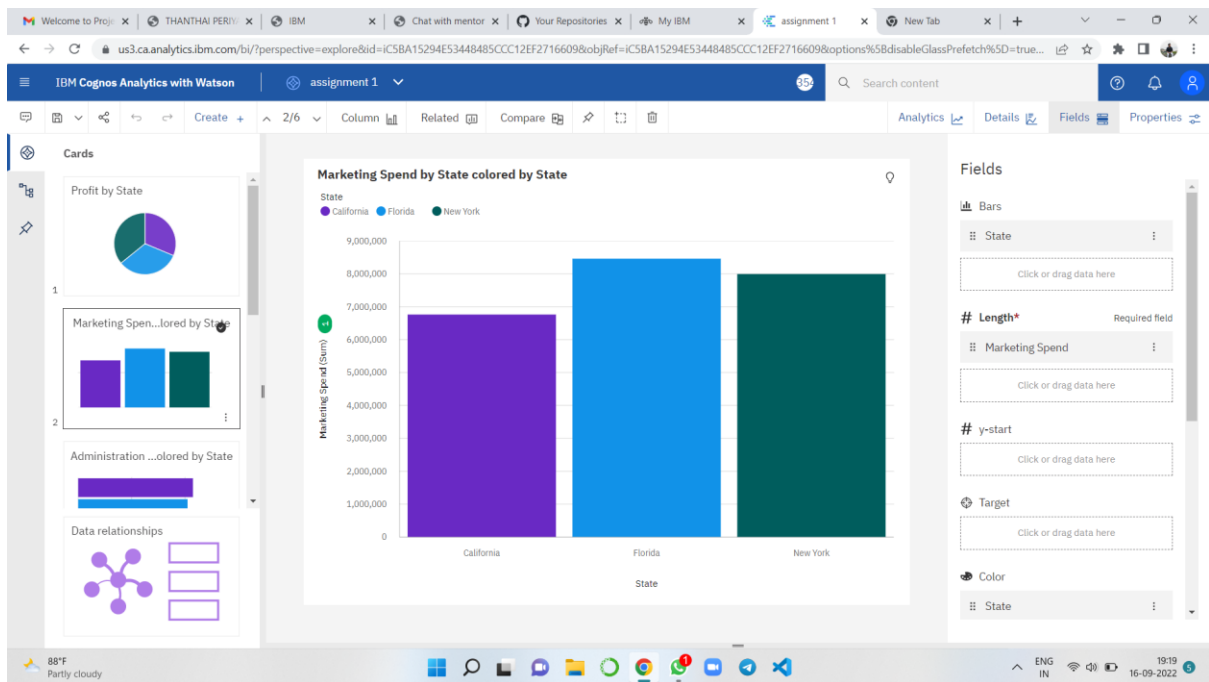 Welcome to Proje
THANTHAI PERIY
IBM
Chat with mentor
Your Repositories
My IBM
assignment 1
New Tab
us3.ca.analytics.ibm.com/bi/?perspective=explore&id=iC5BA15294E53448485CCC12EF2716609&objRef=iC5BA15294E53448485CCC12EF2716609&options%5BdisableGlassPrefetch%5D=true...
IBM Cognos Analytics with Watson
assignment 1
354
Search content
Create +
2/6
Column
Related
Compare
Analytics
Details
Fields
Properties
Cards
Profit by State
1
Marketing Spen...lored by State
2
Administration ...olored by State
Data relationships
Marketing Spend by State colored by State
State
California Florida New York
9,000,000
8,000,000
7,000,000
6,000,000
5,000,000
4,000,000
3,000,000
2,000,000
1,000,000
0
Marketing Spend (Sum)
California Florida New York
State
Fields
Bars
State
Click or drag data here
# Length* Required field
Marketing Spend
Click or drag data here
# y-start
Click or drag data here
Target
Click or drag data here
Color
State
88°F
Partly cloudy
1
ENG
IN
19:19
16-09-2022
5